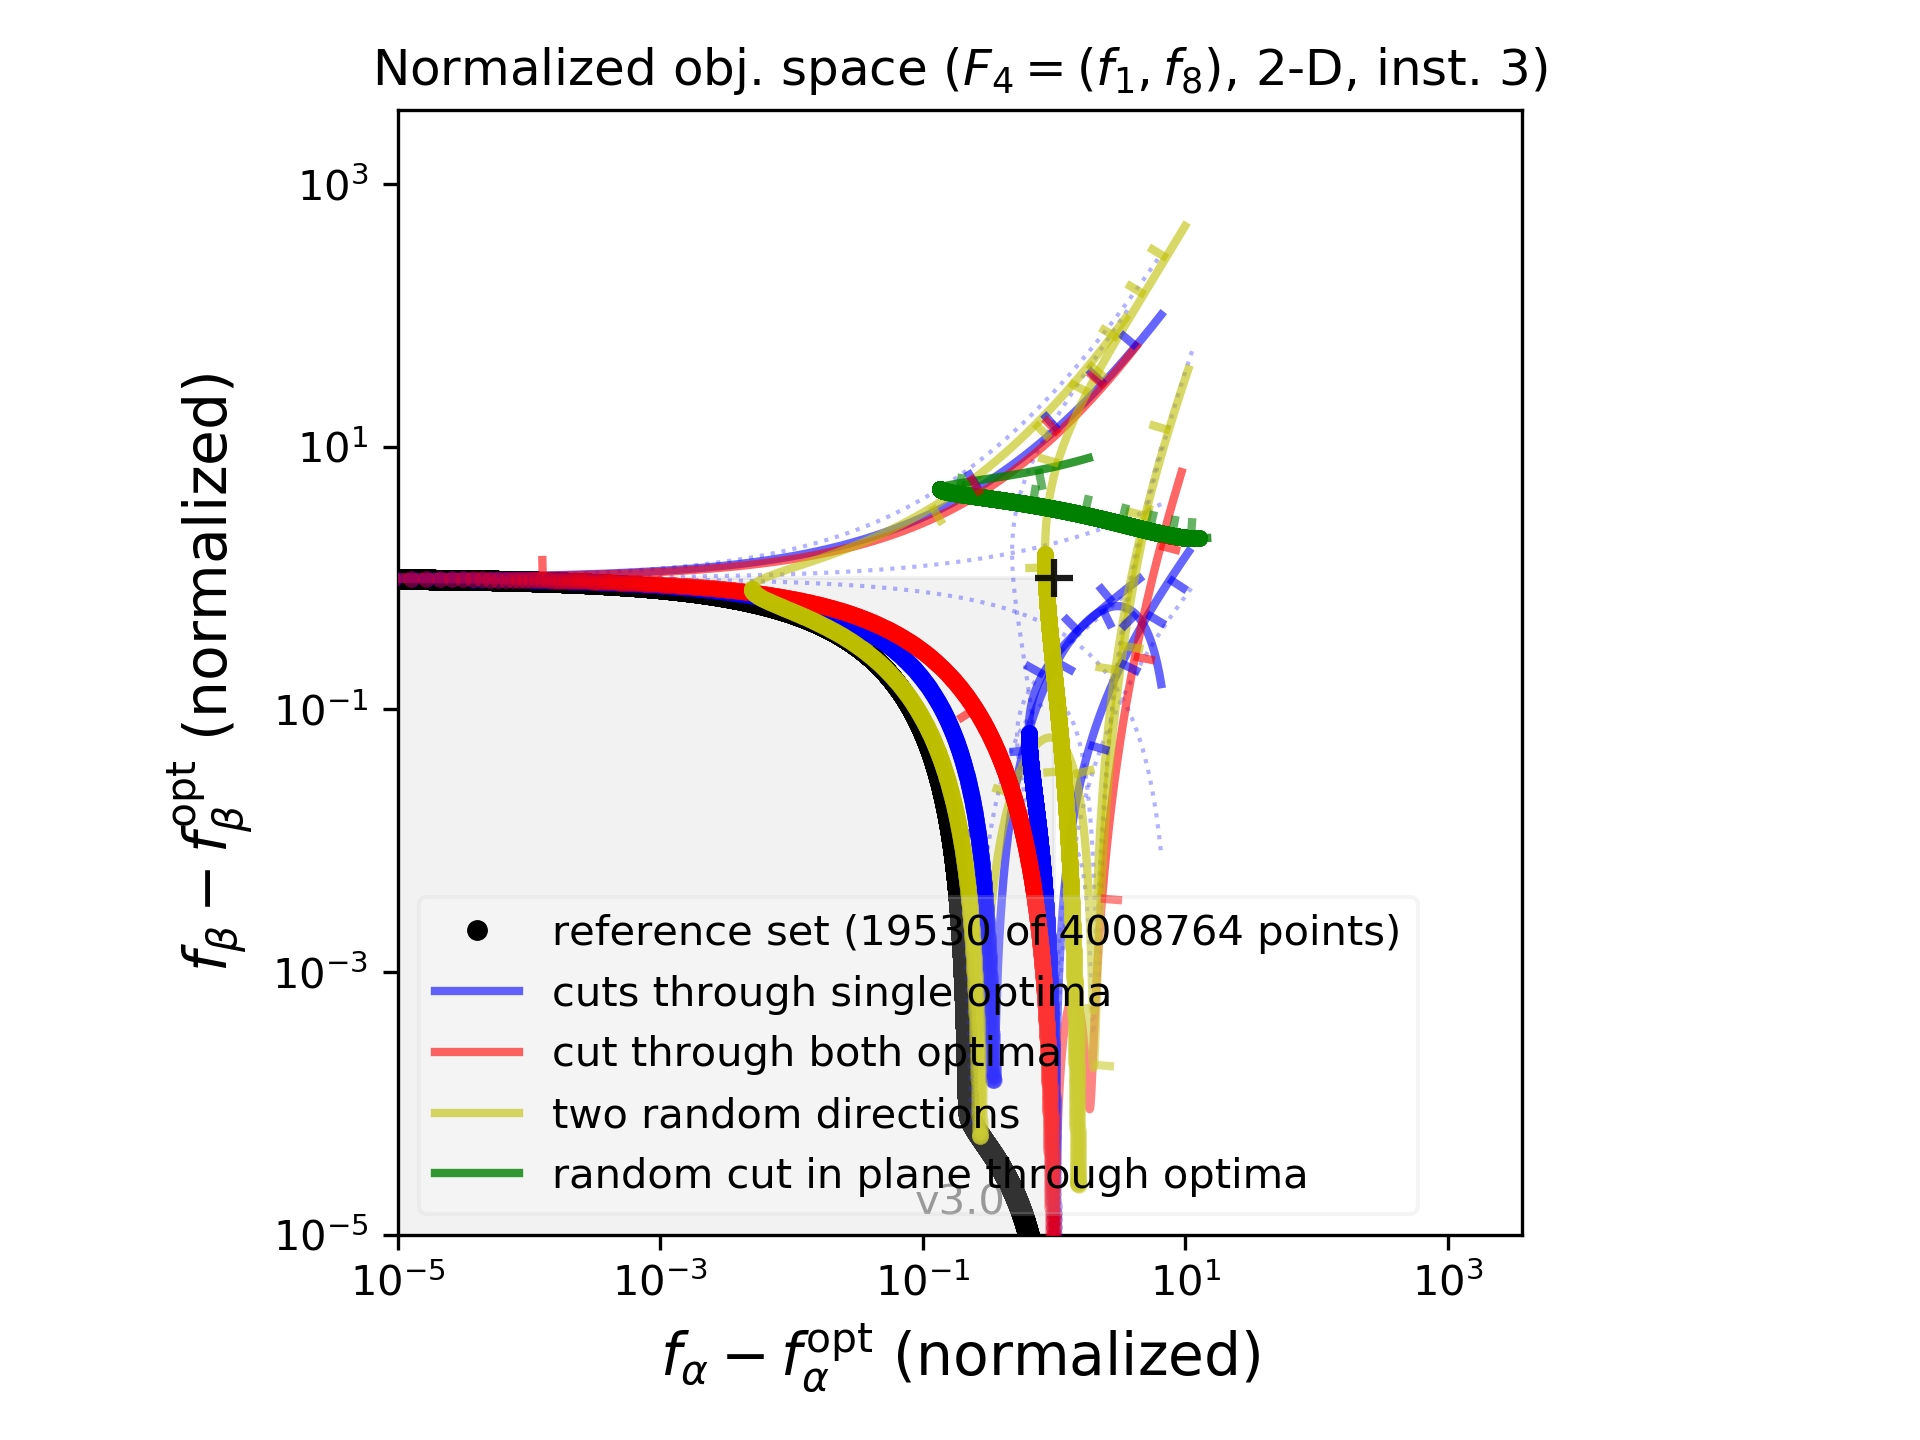 Normalized obj. space (F₄ = (f₁, f₈), 2-D, inst. 3)
f_β − f_β^opt (normalized)
10³
10¹
10⁻¹
10⁻³
10⁻⁵
reference set (19530 of 4008764 points)
cuts through single optima
cut through both optima
two random directions
random cut in plane through optima
v3.0
10⁻⁵ 10⁻³ 10⁻¹ 10¹ 10³
f_α − f_α^opt (normalized)